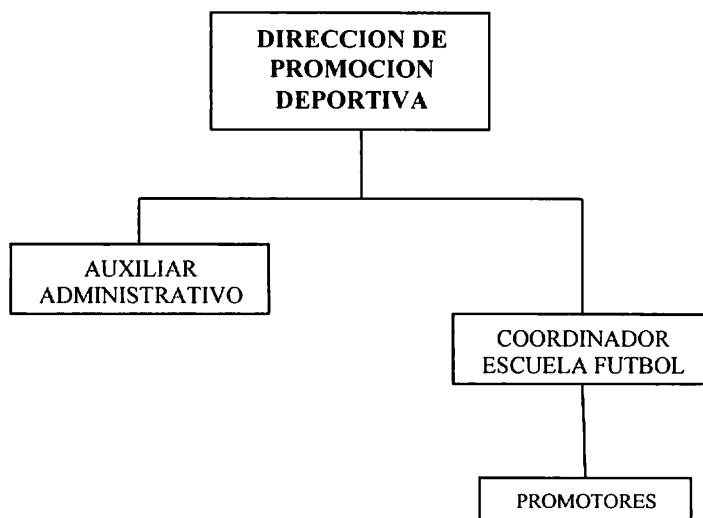 DIRECCION DE
PROMOCION
DEPORTIVA
AUXILIAR
ADMINISTRATIVO
COORDINADOR
ESCUELA FUTBOL
PROMOTORES